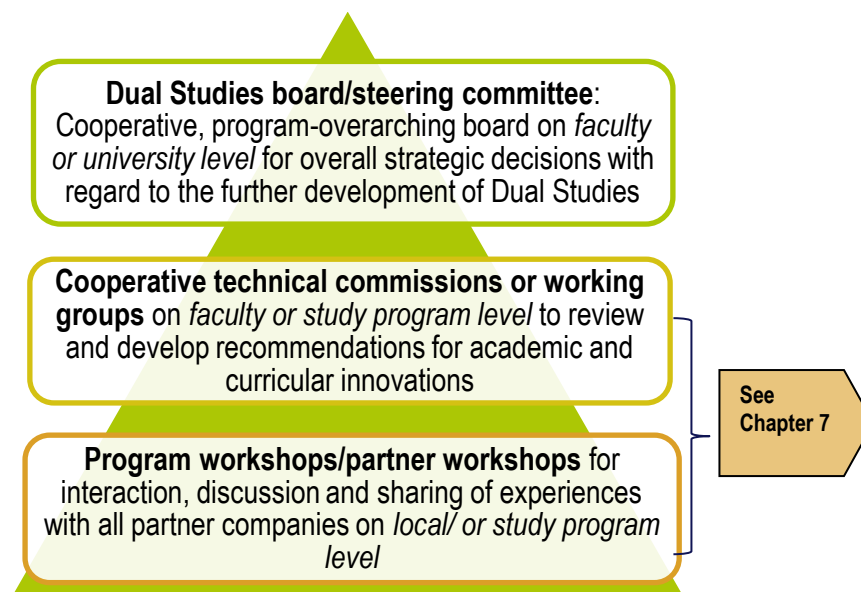 Dual Studies board/steering committee:
Cooperative, program-overarching board on faculty
or university level for overall strategic decisions with
regard to the further development of Dual Studies
Cooperative technical commissions or working
groups on faculty or study program level to review
and develop recommendations for academic and
curricular innovations
Program workshops/partner workshops for
interaction, discussion and sharing of experiences
with all partner companies on local/ or study program
level
See
Chapter 7